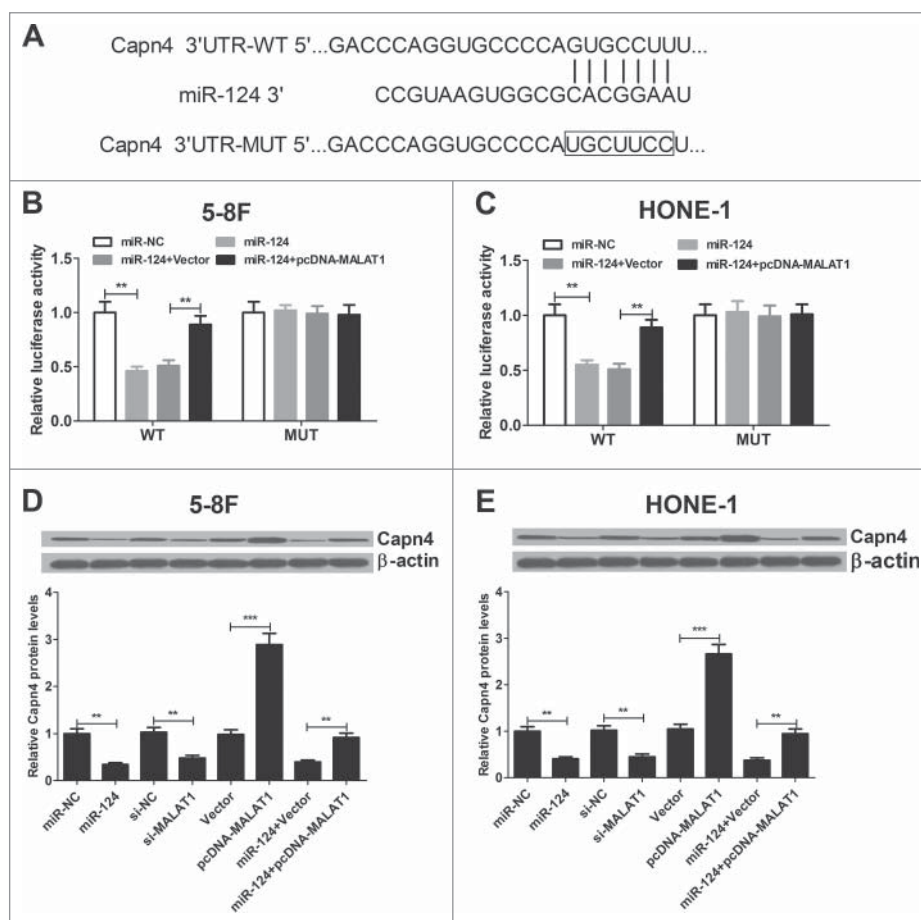 A
Capn4 3'UTR-WT 5'...GACCCAGGUGCCCCAGUGCCUUU...
miR-124 3' CCGUAAGUGGCGCACGGAAU
Capn4 3'UTR-MUT 5'...GACCCAGGUGCCCCAUGCUUCCU...
B
5-8F
miR-NC miR-124
miR-124+Vector miR-124+pcDNA-MALAT1
Relative luciferase activity
1.5
1.0
0.5
0.0
** **
WT MUT
C
HONE-1
miR-NC miR-124
miR-124+Vector miR-124+pcDNA-MALAT1
Relative luciferase activity
1.5
1.0
0.5
0.0
** **
WT MUT
D
5-8F
Capn4
β-actin
Relative Capn4 protein levels
4
3
2
1
0
** ** *** **
miR-NC
miR-124
si-NC
si-MALAT1
Vector
pcDNA-MALAT1
miR-124+Vector
miR-124+pcDNA-MALAT1
E
HONE-1
Capn4
β-actin
Relative Capn4 protein levels
4
3
2
1
0
** ** *** **
miR-NC
miR-124
si-NC
si-MALAT1
Vector
pcDNA-MALAT1
miR-124+Vector
miR-124+pcDNA-MALAT1